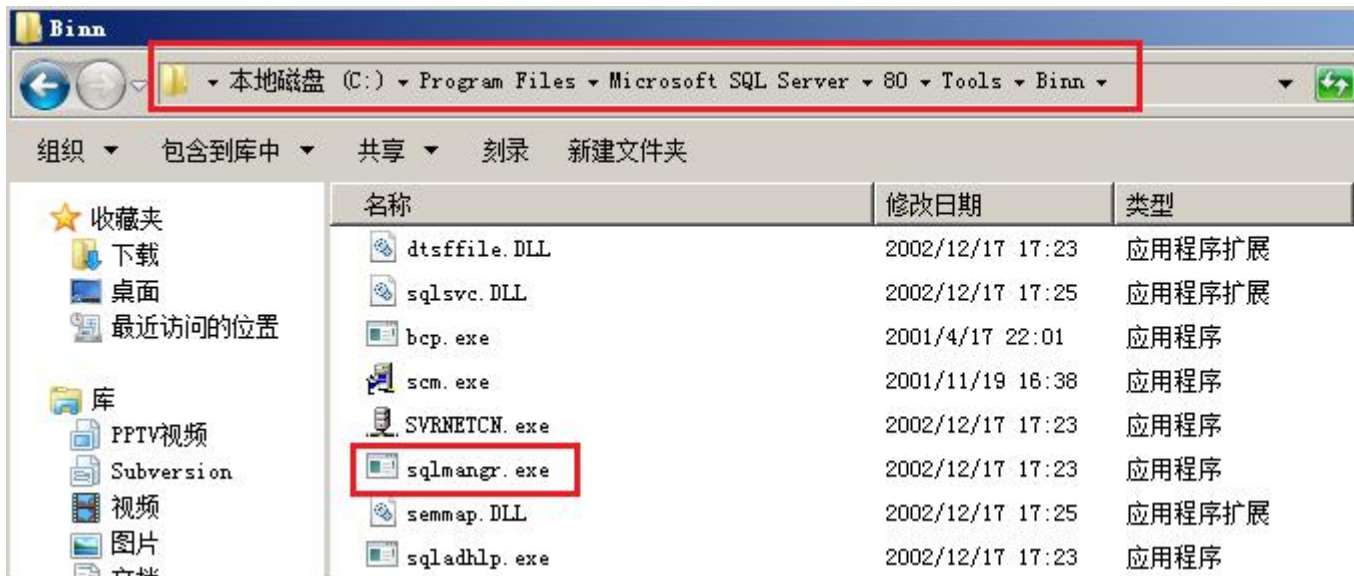 Binn
本地磁盘 (C:) Program Files Microsoft SQL Server 80 Tools Binn
组织 包含到库中 共享 刻录 新建文件夹
收藏夹
下载
桌面
最近访问的位置
库
PPTV视频
Subversion
视频
图片
文档
名称 修改日期 类型
dtsffile.DLL 2002/12/17 17:23 应用程序扩展
sqlsvc.DLL 2002/12/17 17:25 应用程序扩展
bcp.exe 2001/4/17 22:01 应用程序
scm.exe 2001/11/19 16:38 应用程序
SVRNETCN.exe 2002/12/17 17:23 应用程序
sqlmangr.exe 2002/12/17 17:23 应用程序
semmap.DLL 2002/12/17 17:25 应用程序扩展
sqladhlp.exe 2002/12/17 17:23 应用程序